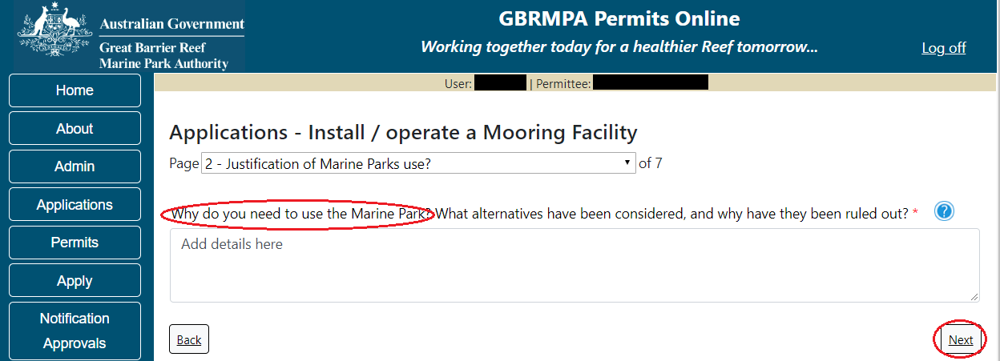 Australian Government
Great Barrier Reef
Marine Park Authority
GBRMPA Permits Online
Working together today for a healthier Reef tomorrow...
Log off
User: | Permittee:
Home
About
Admin
Applications
Permits
Apply
Notification
Approvals
Applications - Install / operate a Mooring Facility
Page 2 - Justification of Marine Parks use? of 7
Why do you need to use the Marine Park? What alternatives have been considered, and why have they been ruled out? * ?
Add details here
Back
Next